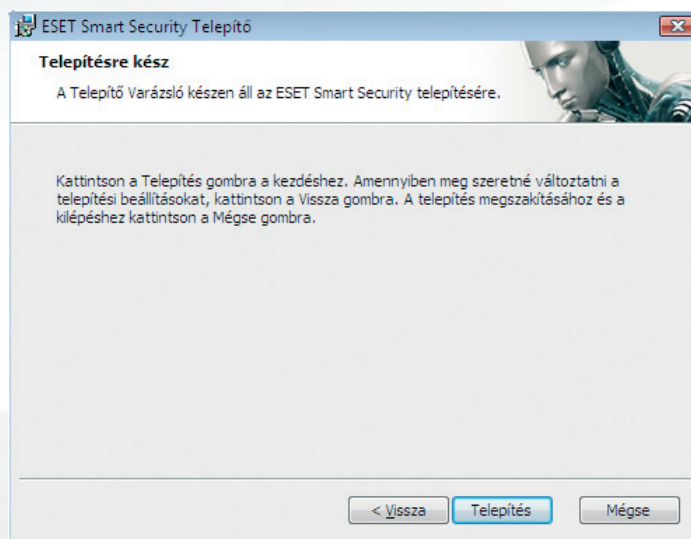 ESET Smart Security Telepítő
Telepítésre kész
A Telepítő Varázsló készen áll az ESET Smart Security telepítésére.
Kattintson a Telepítés gombra a kezdéshez. Amennyiben meg szeretné változtatni a
telepítési beállításokat, kattintson a Vissza gombra. A telepítés megszakításához és a
kilépéshez kattintson a Mégse gombra.
< Vissza Telepítés Mégse